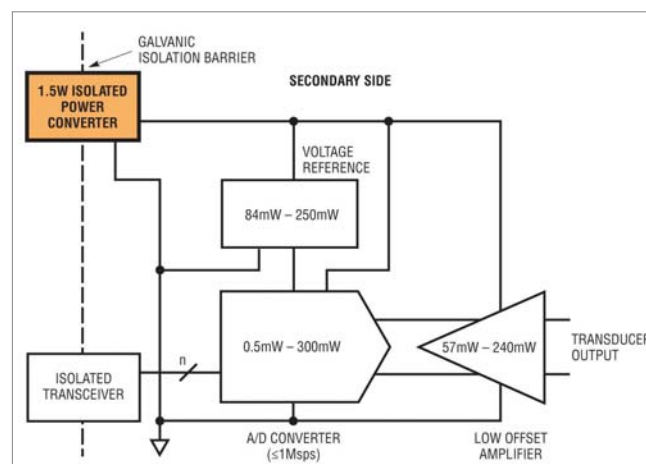 GALVANIC
ISOLATION BARRIER
1.5W ISOLATED
POWER
CONVERTER
SECONDARY SIDE
VOLTAGE
REFERENCE
84mW – 250mW
0.5mW – 300mW
57mW – 240mW
TRANSDUCER
OUTPUT
n
ISOLATED
TRANSCEIVER
A/D CONVERTER
(≤1Msps)
LOW OFFSET
AMPLIFIER